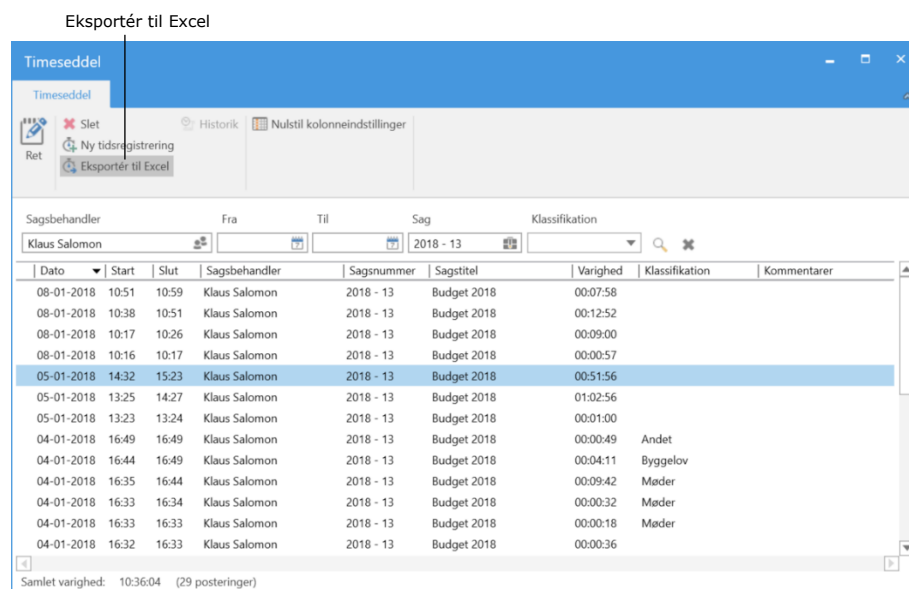 Eksportér til Excel
Timeseddel
Timeseddel
Slet Historik Nulstil kolonneindstillinger
Ny tidsregistrering
Ret
Eksportér til Excel
Sagsbehandler Fra Til Sag Klassifikation
Klaus Salomon 2018 - 13
Dato Start Slut Sagsbehandler Sagsnummer Sagstitel Varighed Klassifikation Kommentarer
08-01-2018 10:51 10:59 Klaus Salomon 2018 - 13 Budget 2018 00:07:58
08-01-2018 10:38 10:51 Klaus Salomon 2018 - 13 Budget 2018 00:12:52
08-01-2018 10:17 10:26 Klaus Salomon 2018 - 13 Budget 2018 00:09:00
08-01-2018 10:16 10:17 Klaus Salomon 2018 - 13 Budget 2018 00:00:57
05-01-2018 14:32 15:23 Klaus Salomon 2018 - 13 Budget 2018 00:51:56
05-01-2018 13:25 14:27 Klaus Salomon 2018 - 13 Budget 2018 01:02:56
05-01-2018 13:23 13:24 Klaus Salomon 2018 - 13 Budget 2018 00:01:00
04-01-2018 16:49 16:49 Klaus Salomon 2018 - 13 Budget 2018 00:00:49 Andet
04-01-2018 16:44 16:49 Klaus Salomon 2018 - 13 Budget 2018 00:04:11 Byggelov
04-01-2018 16:35 16:44 Klaus Salomon 2018 - 13 Budget 2018 00:09:42 Møder
04-01-2018 16:33 16:34 Klaus Salomon 2018 - 13 Budget 2018 00:00:32 Møder
04-01-2018 16:33 16:33 Klaus Salomon 2018 - 13 Budget 2018 00:00:18 Møder
04-01-2018 16:32 16:33 Klaus Salomon 2018 - 13 Budget 2018 00:00:36
Samlet varighed: 10:36:04 (29 posteringer)